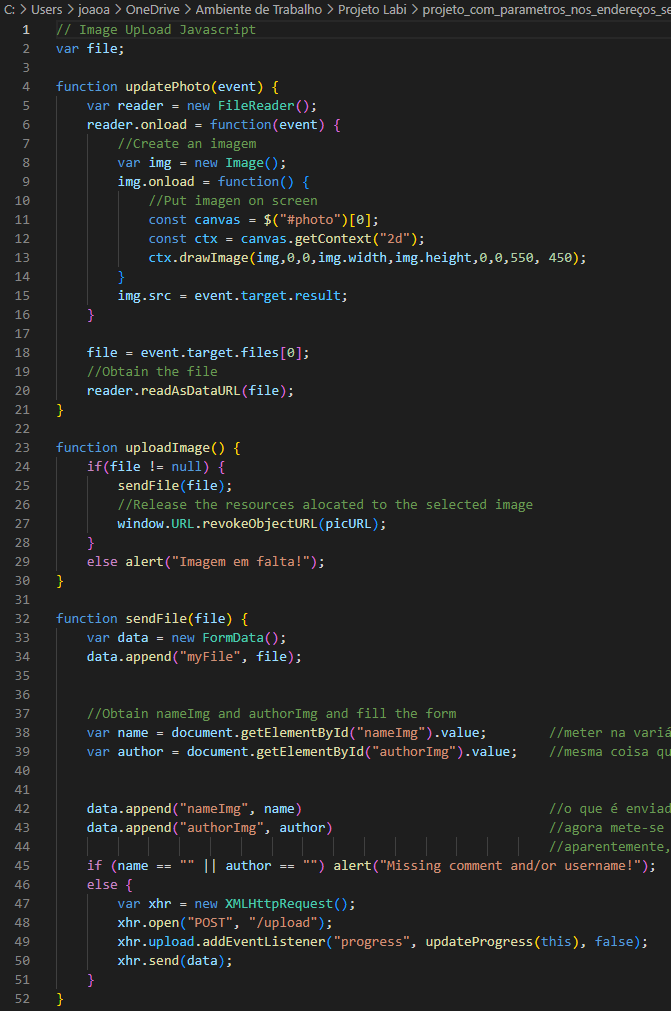 C: > Users > joaoa > OneDrive > Ambiente de Trabalho > Projeto Labi > projeto_com_parametros_nos_endereços_se
1 // Image UpLoad Javascript
2 var file;
3
4 function updatePhoto(event) {
5     var reader = new FileReader();
6     reader.onload = function(event) {
7         //Create an imagem
8         var img = new Image();
9         img.onload = function() {
10             //Put imagen on screen
11             const canvas = $("#photo")[0];
12             const ctx = canvas.getContext("2d");
13             ctx.drawImage(img,0,0,img.width,img.height,0,0,550, 450);
14         }
15         img.src = event.target.result;
16     }
17
18     file = event.target.files[0];
19     //Obtain the file
20     reader.readAsDataURL(file);
21 }
22
23 function uploadImage() {
24     if(file != null) {
25         sendFile(file);
26         //Release the resources alocated to the selected image
27         window.URL.revokeObjectURL(picURL);
28     }
29     else alert("Imagem em falta!");
30 }
31
32 function sendFile(file) {
33     var data = new FormData();
34     data.append("myFile", file);
35
36
37     //Obtain nameImg and authorImg and fill the form
38     var name = document.getElementById("nameImg").value;        //meter na variá
39     var author = document.getElementById("authorImg").value;    //mesma coisa qu
40
41
42     data.append("nameImg", name)                                //o que é enviad
43     data.append("authorImg", author)                            //agora mete-se
44                                                                 //aparentemente,
45     if (name == "" || author == "") alert("Missing comment and/or username!");
46     else {
47         var xhr = new XMLHttpRequest();
48         xhr.open("POST", "/upload");
49         xhr.upload.addEventListener("progress", updateProgress(this), false);
50         xhr.send(data);
51     }
52 }